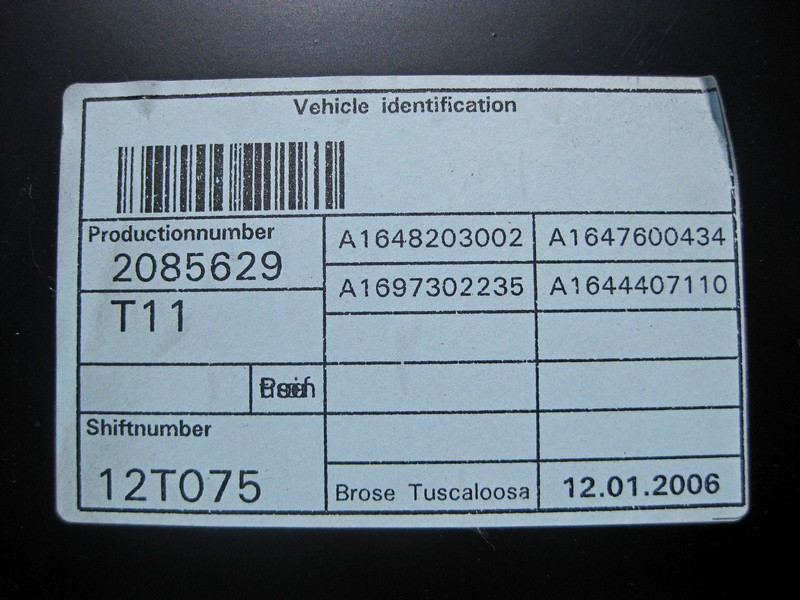 Vehicle identification
Productionnumber
2085629
A1648203002
A1647600434
A1697302235
A1644407110
T11
Shiftnumber
12T075
Brose Tuscaloosa
12.01.2006